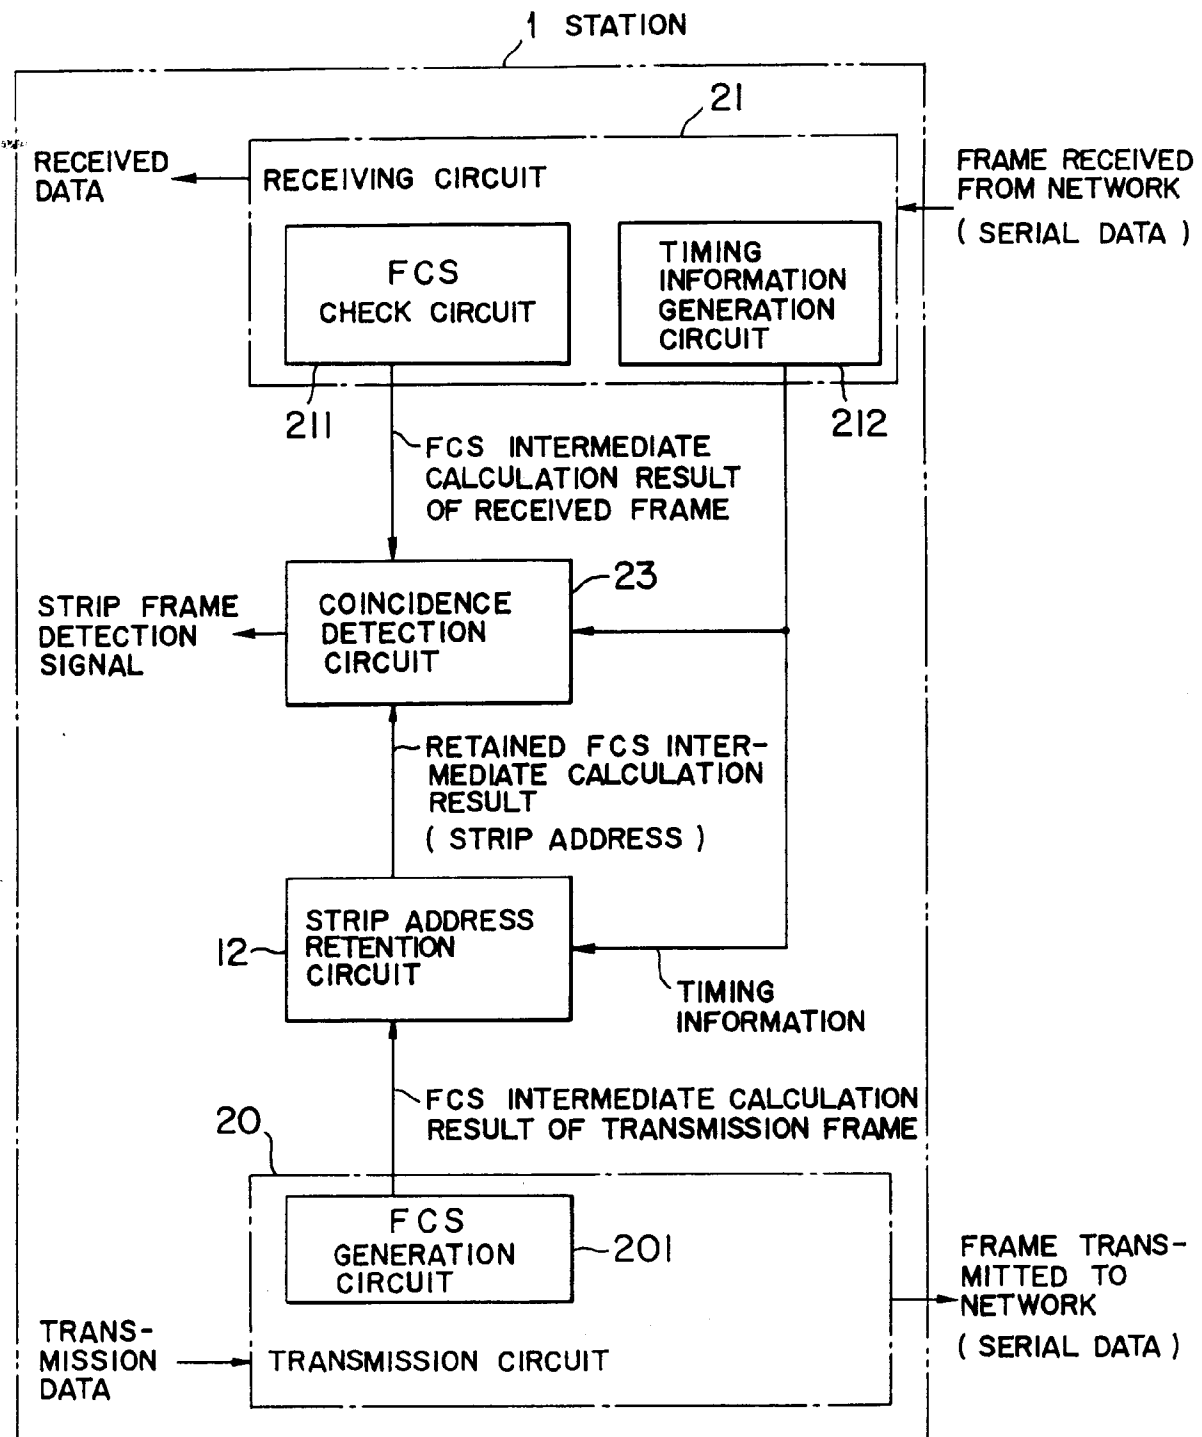 1 STATION
21
RECEIVED
DATA
RECEIVING CIRCUIT
FRAME RECEIVED
FROM NETWORK
( SERIAL DATA )
FCS
CHECK CIRCUIT
TIMING
INFORMATION
GENERATION
CIRCUIT
211
212
FCS INTERMEDIATE
CALCULATION RESULT
OF RECEIVED FRAME
23
COINCIDENCE
DETECTION
CIRCUIT
STRIP FRAME
DETECTION
SIGNAL
RETAINED FCS INTER-
MEDIATE CALCULATION
RESULT
( STRIP ADDRESS )
12
STRIP ADDRESS
RETENTION
CIRCUIT
TIMING
INFORMATION
FCS INTERMEDIATE CALCULATION
RESULT OF TRANSMISSION FRAME
20
FCS
GENERATION
CIRCUIT
201
FRAME TRANS-
MITTED TO
NETWORK
( SERIAL DATA )
TRANS-
MISSION
DATA
TRANSMISSION CIRCUIT